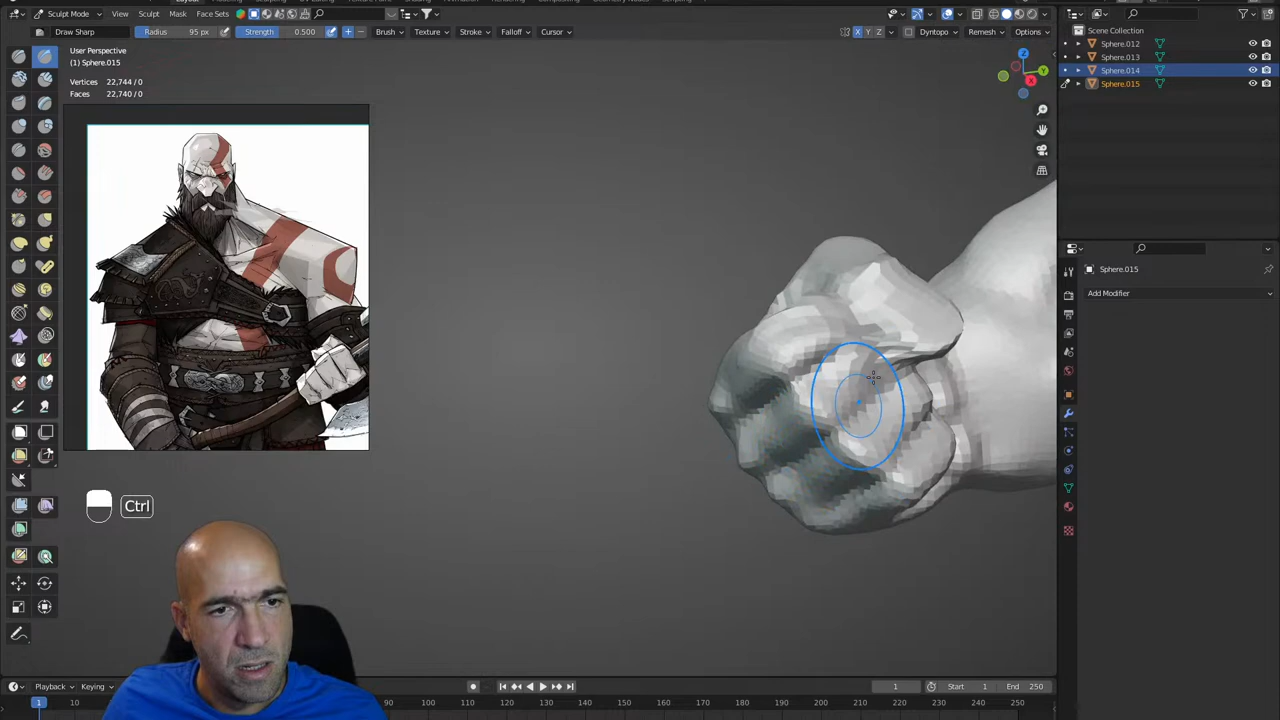 Sculpt Mode View Sculpt Mask Face Sets
Draw Sharp Radius 95 px Strength 0.500 Brush Texture Stroke Falloff Cursor X Y Z Dyntopo Remesh Options
User Perspective
(1) Sphere.015
Vertices 22,744 / 0
Faces 22,740 / 0
Z
Y
X
Scene Collection
Sphere.012
Sphere.013
Sphere.014
Sphere.015
Sphere.015
Add Modifier
Ctrl
Playback Keying 1 Start 1 End 250
1 10 100 110 120 130 140 150 160 170 180 190 200 210 220 230 240 250